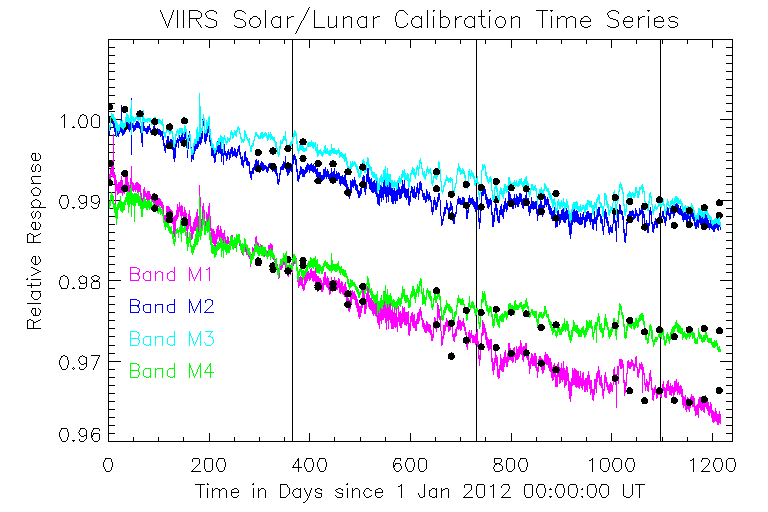 VIIRS Solar/Lunar Calibration Time Series
Relative Response
1.00
0.99
0.98
0.97
0.96
Band M1
Band M2
Band M3
Band M4
0 200 400 600 800 1000 1200
Time in Days since 1 Jan 2012 00:00:00 UT